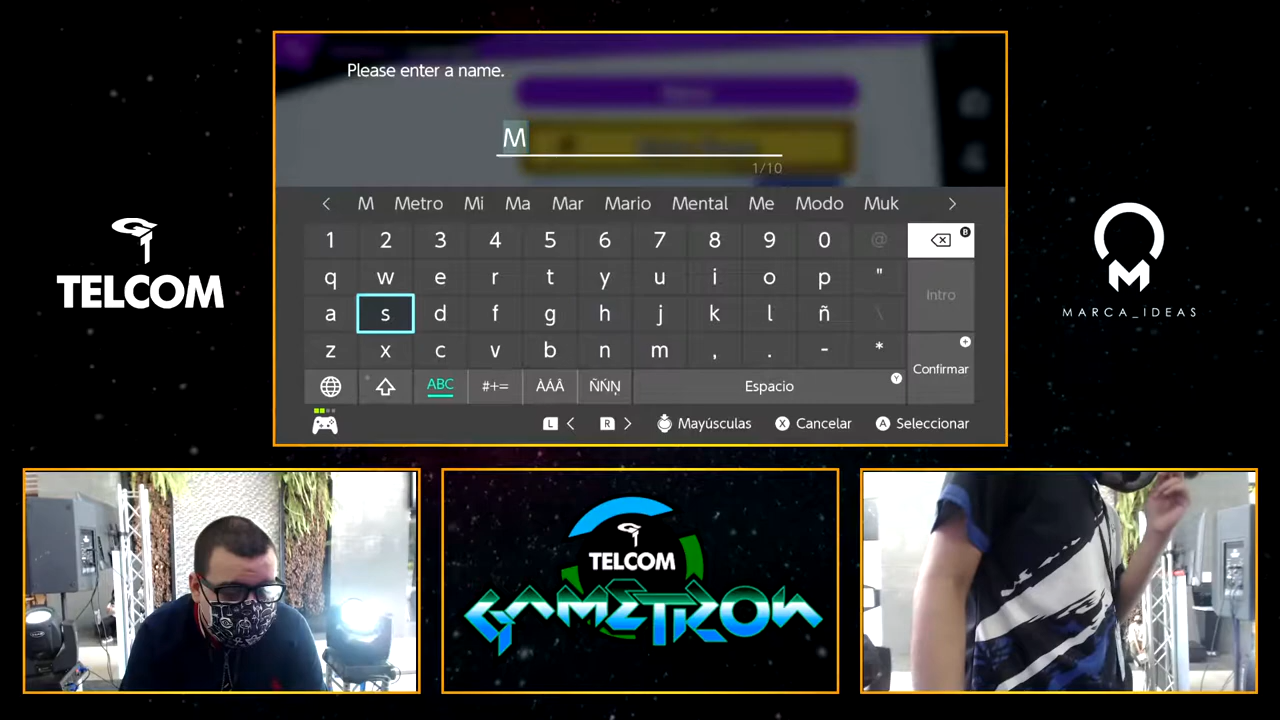 Please enter a name.
M
1/10
< M Metro Mi Ma Mar Mario Mental Me Modo Muk >
1 2 3 4 5 6 7 8 9 0 @ B
q w e r t y u i o p "
Intro
a s d f g h j k l ñ \
z x c v b n m , . - *
+
Confirmar
ABC #+= ÀÁÂ ÑŃŅ Espacio Y
L < R > Mayúsculas X Cancelar A Seleccionar
TELCOM
M
MARCA_IDEAS
TELCOM
GAMETRON